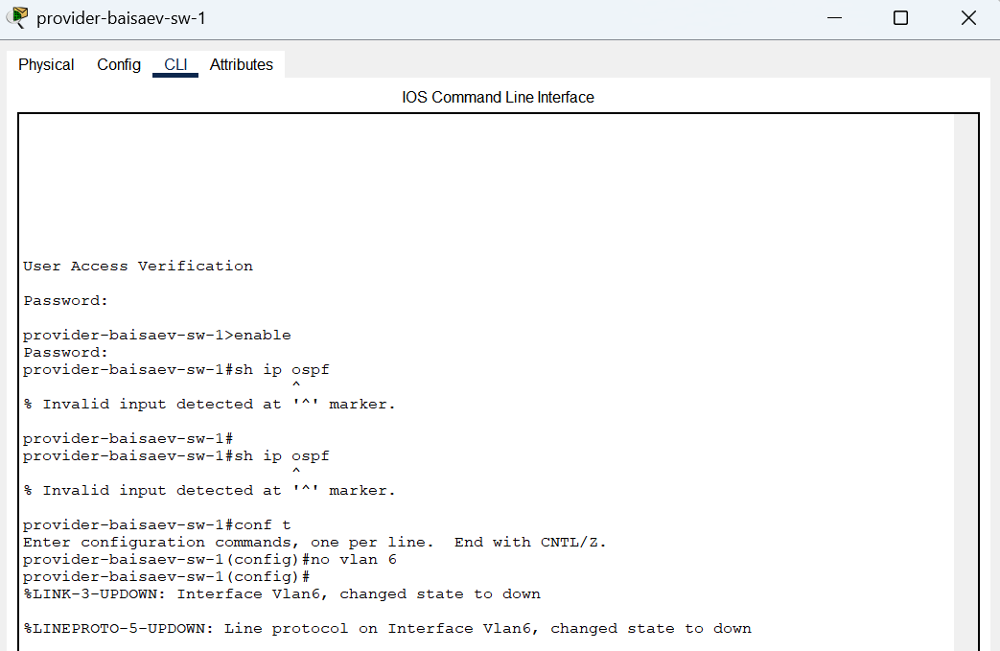 provider-baisaev-sw-1
Physical Config CLI Attributes
IOS Command Line Interface
User Access Verification
Password:
provider-baisaev-sw-1>enable
Password:
provider-baisaev-sw-1#sh ip ospf
^
% Invalid input detected at '^' marker.
provider-baisaev-sw-1#
provider-baisaev-sw-1#sh ip ospf
^
% Invalid input detected at '^' marker.
provider-baisaev-sw-1#conf t
Enter configuration commands, one per line.  End with CNTL/Z.
provider-baisaev-sw-1(config)#no vlan 6
provider-baisaev-sw-1(config)#
%LINK-3-UPDOWN: Interface Vlan6, changed state to down
%LINEPROTO-5-UPDOWN: Line protocol on Interface Vlan6, changed state to down